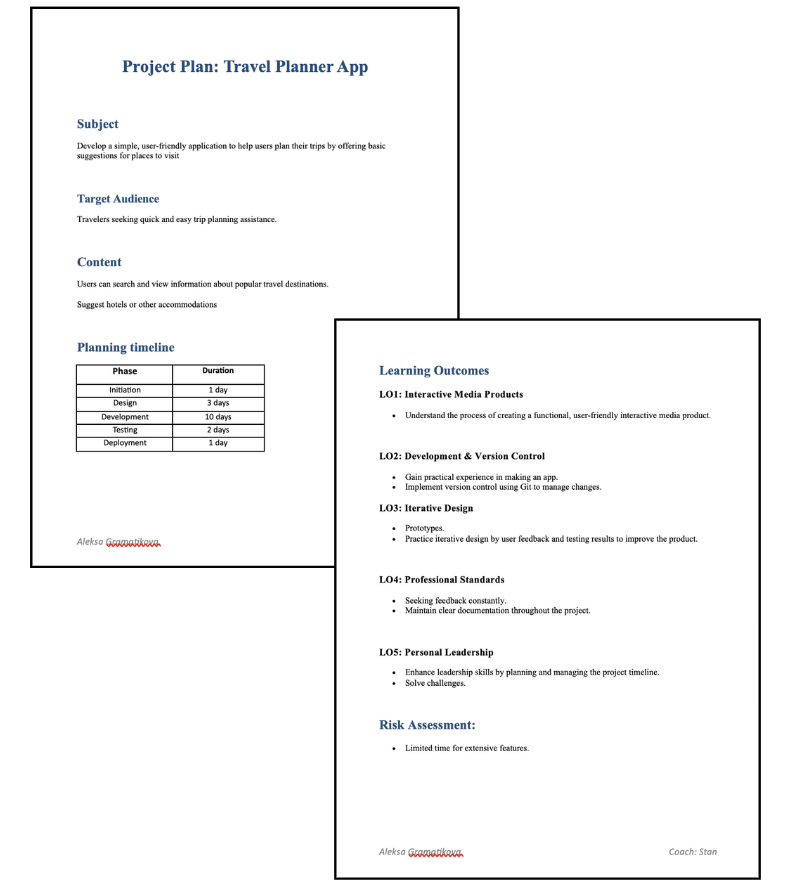 Project Plan: Travel Planner App
Subject
Develop a simple, user-friendly application to help users plan their trips by offering basic
suggestions for places to visit
Target Audience
Travelers seeking quick and easy trip planning assistance.
Content
Users can search and view information about popular travel destinations.
Suggest hotels or other accommodations
Planning timeline
Phase Duration
Initiation 1 day
Design 3 days
Development 10 days
Testing 2 days
Deployment 1 day
Aleksa Gramatikova
Learning Outcomes
LO1: Interactive Media Products
• Understand the process of creating a functional, user-friendly interactive media product.
LO2: Development & Version Control
• Gain practical experience in making an app.
• Implement version control using Git to manage changes.
LO3: Iterative Design
• Prototypes.
• Practice iterative design by user feedback and testing results to improve the product.
LO4: Professional Standards
• Seeking feedback constantly.
• Maintain clear documentation throughout the project.
LO5: Personal Leadership
• Enhance leadership skills by planning and managing the project timeline.
• Solve challenges.
Risk Assessment:
• Limited time for extensive features.
Aleksa Gramatikova Coach: Stan